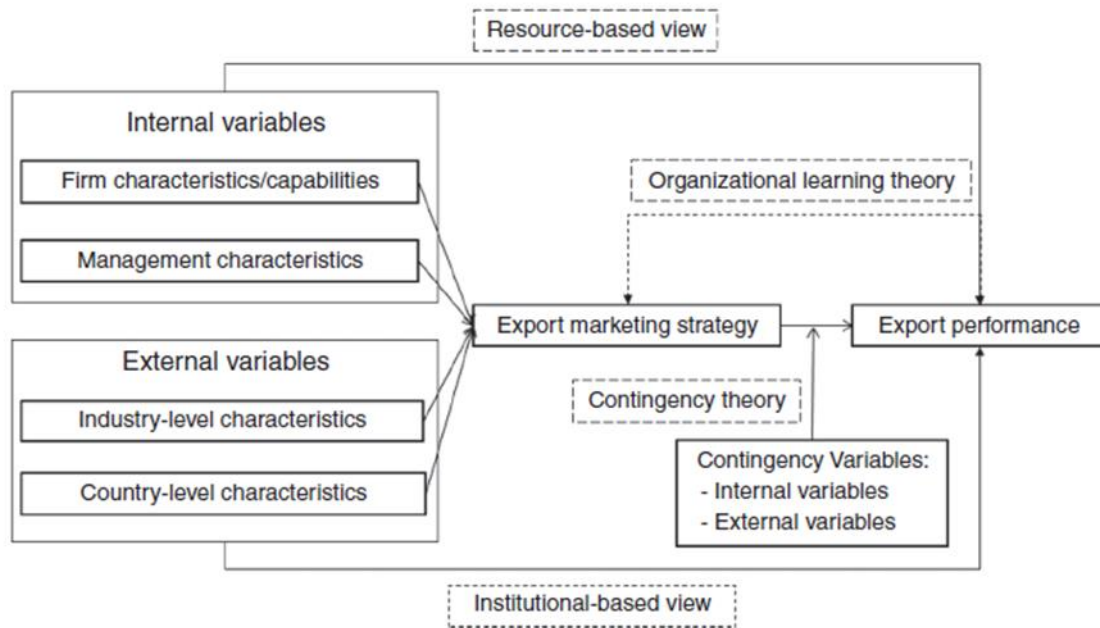 Resource-based view
Internal variables
Firm characteristics/capabilities
Organizational learning theory
Management characteristics
Export marketing strategy
Export performance
External variables
Contingency theory
Industry-level characteristics
Contingency Variables:
- Internal variables
- External variables
Country-level characteristics
Institutional-based view